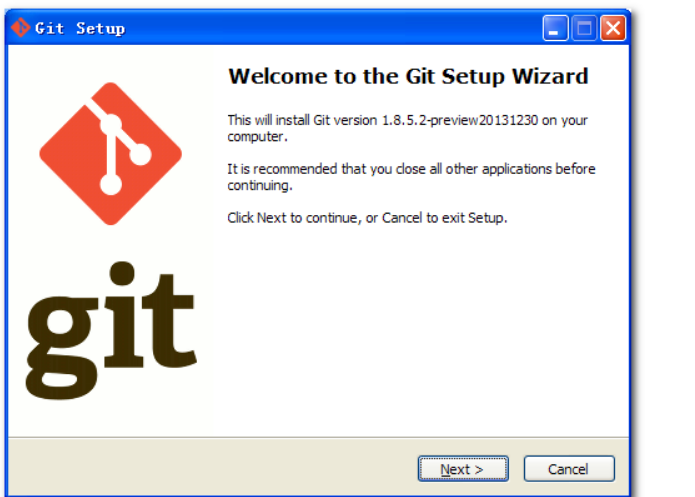 Git Setup
Welcome to the Git Setup Wizard
This will install Git version 1.8.5.2-preview20131230 on your
computer.
It is recommended that you close all other applications before
continuing.
Click Next to continue, or Cancel to exit Setup.
git
Next >
Cancel